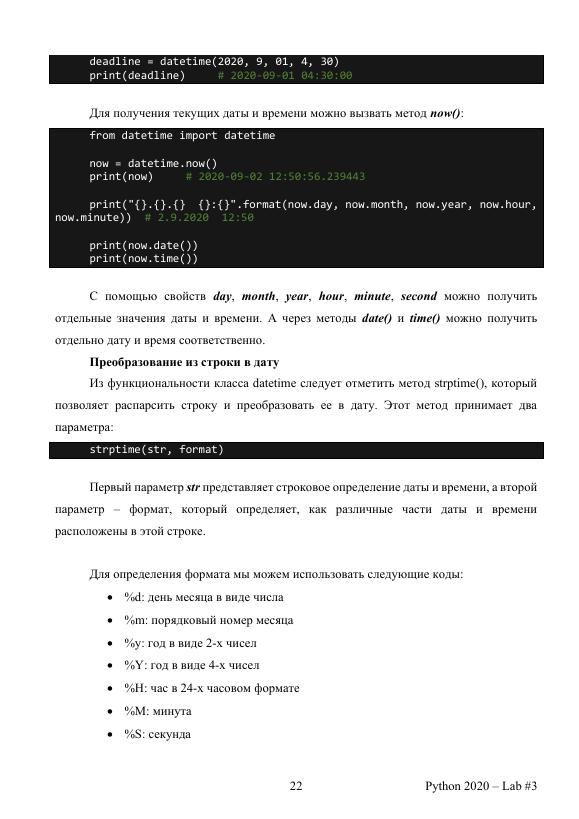 deadline = datetime(2020, 9, 01, 4, 30)
print(deadline)     # 2020-09-01 04:30:00
Для получения текущих даты и времени можно вызвать метод now():
from datetime import datetime
now = datetime.now()
print(now)     # 2020-09-02 12:50:56.239443
print("{}.{}.{}  {}:{}".format(now.day, now.month, now.year, now.hour,
now.minute))  # 2.9.2020  12:50
print(now.date())
print(now.time())
С помощью свойств day, month, year, hour, minute, second можно получить
отдельные значения даты и времени. А через методы date() и time() можно получить
отдельно дату и время соответственно.
Преобразование из строки в дату
Из функциональности класса datetime следует отметить метод strptime(), который
позволяет распарсить строку и преобразовать ее в дату. Этот метод принимает два
параметра:
strptime(str, format)
Первый параметр str представляет строковое определение даты и времени, а второй
параметр – формат, который определяет, как различные части даты и времени
расположены в этой строке.
Для определения формата мы можем использовать следующие коды:
• %d: день месяца в виде числа
• %m: порядковый номер месяца
• %y: год в виде 2-х чисел
• %Y: год в виде 4-х чисел
• %H: час в 24-х часовом формате
• %M: минута
• %S: секунда
22
Python 2020 – Lab #3